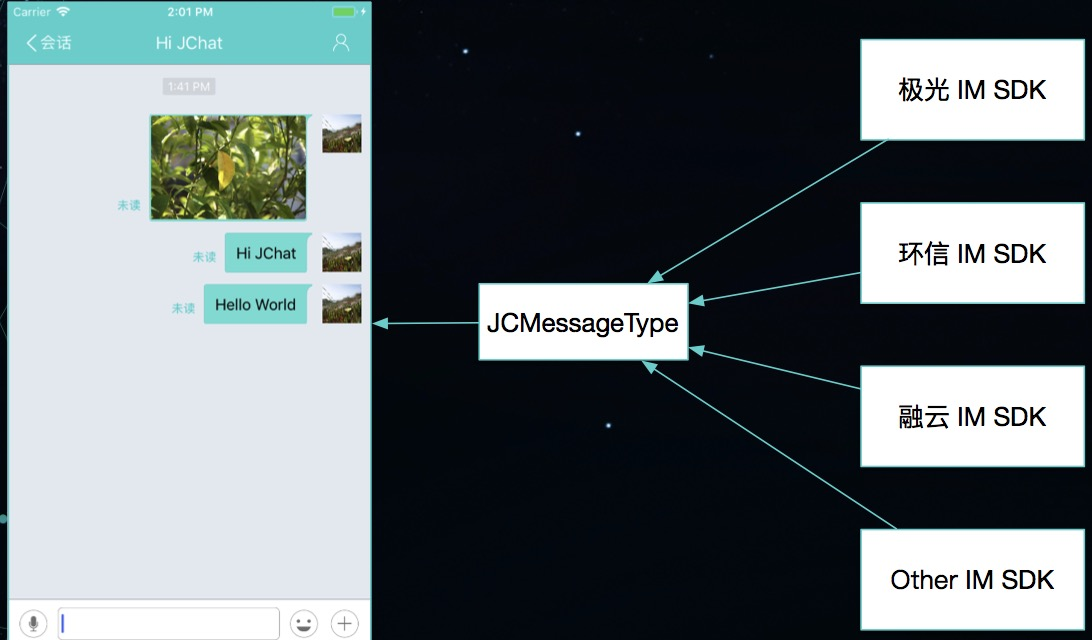 Carrier 2:01 PM
会话 Hi JChat
1:41 PM
未读
未读 Hi JChat
未读 Hello World
JCMessageType
极光 IM SDK
环信 IM SDK
融云 IM SDK
Other IM SDK